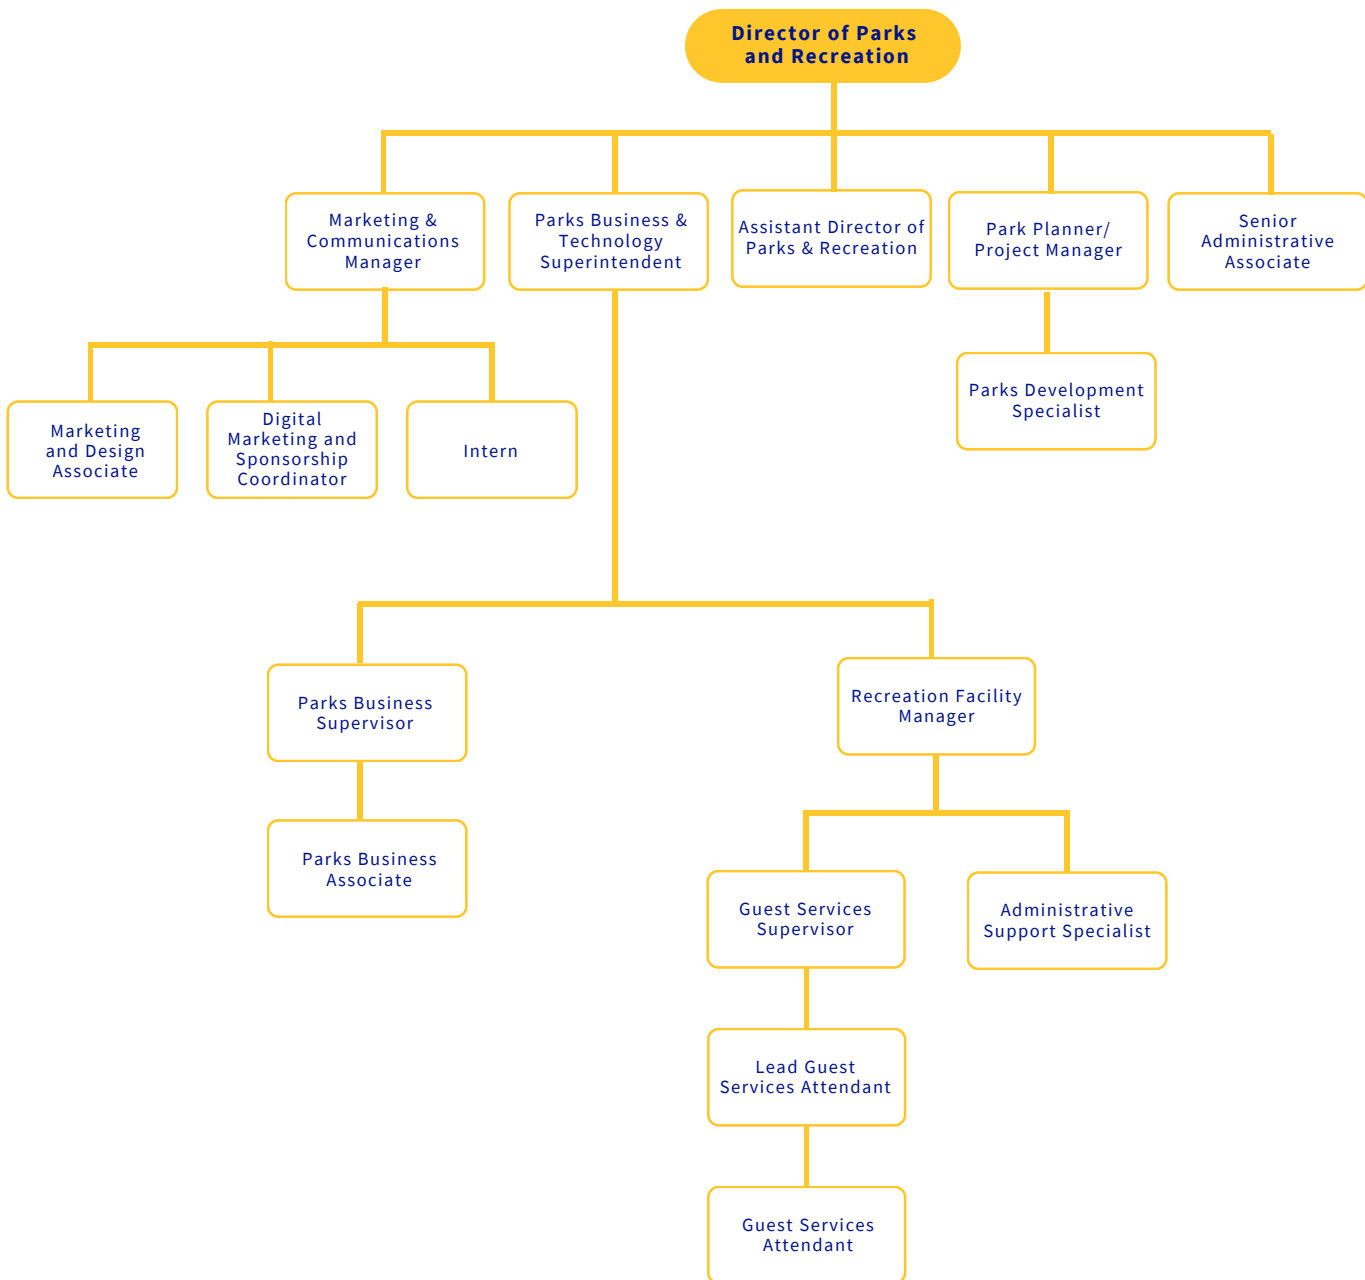 Director of Parks
and Recreation
Marketing &
Communications
Manager
Parks Business &
Technology
Superintendent
Assistant Director of
Parks & Recreation
Park Planner/
Project Manager
Senior
Administrative
Associate
Parks Development
Specialist
Marketing
and Design
Associate
Digital
Marketing and
Sponsorship
Coordinator
Intern
Parks Business
Supervisor
Recreation Facility
Manager
Parks Business
Associate
Guest Services
Supervisor
Administrative
Support Specialist
Lead Guest
Services Attendant
Guest Services
Attendant